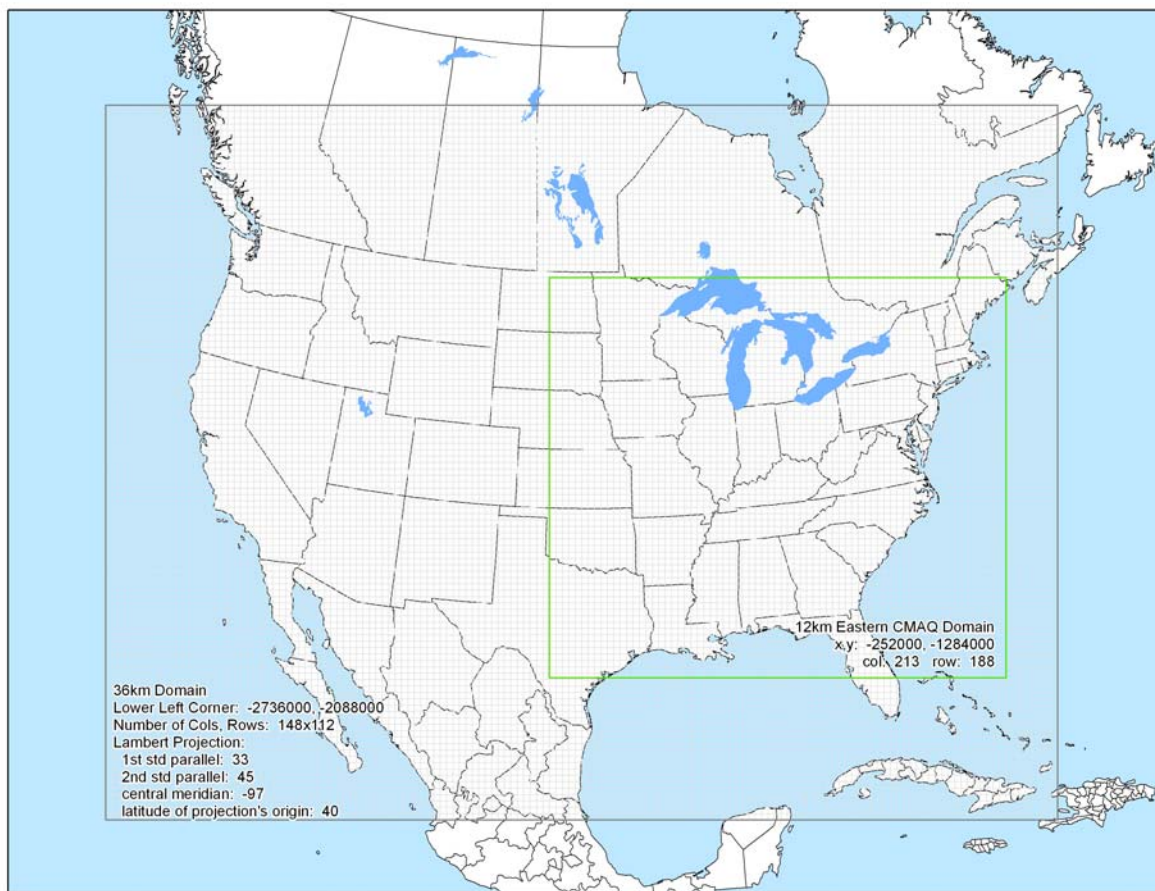 12km Eastern CMAQ Domain
x,y: -252000, -1284000
col: 213 row: 188
36km Domain
Lower Left Corner: -2736000, -2088000
Number of Cols, Rows: 148x112
Lambert Projection:
1st std parallel: 33
2nd std parallel: 45
central meridian: -97
latitude of projection's origin: 40